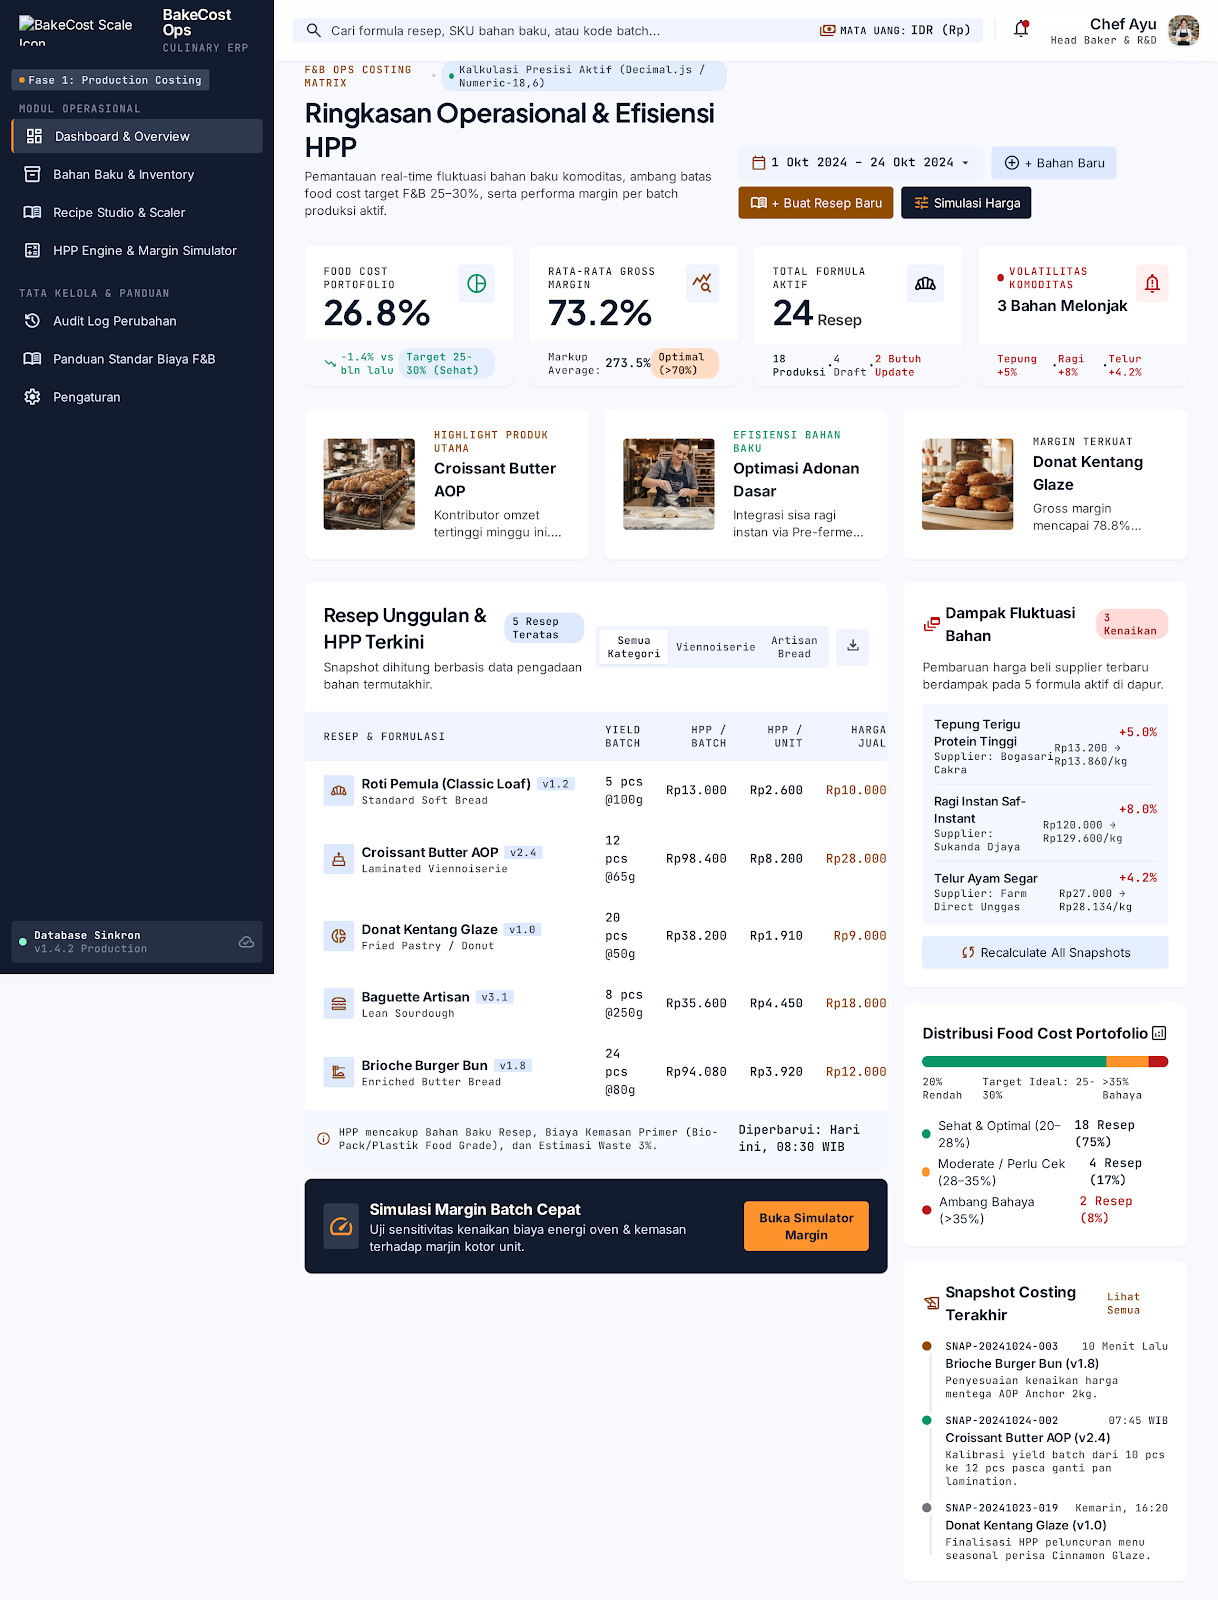 BakeCost Scale Icon
BakeCost Ops
CULINARY ERP
Fase 1: Production Costing
MODUL OPERASIONAL
Dashboard & Overview
Bahan Baku & Inventory
Recipe Studio & Scaler
HPP Engine & Margin Simulator
TATA KELOLA & PANDUAN
Audit Log Perubahan
Panduan Standar Biaya F&B
Pengaturan
Database Sinkron
v1.4.2 Production
Cari formula resep, SKU bahan baku, atau kode batch...
MATA UANG: IDR (Rp)
Chef Ayu
Head Baker & R&D
F&B OPS COSTING
MATRIX
•
Kalkulasi Presisi Aktif (Decimal.js /
Numeric-18,6)
Ringkasan Operasional & Efisiensi
HPP
Pemantauan real-time fluktuasi bahan baku komoditas, ambang batas
food cost target F&B 25–30%, serta performa margin per batch
produksi aktif.
1 Okt 2024 – 24 Okt 2024
+ Bahan Baru
+ Buat Resep Baru
Simulasi Harga
FOOD COST
PORTOFOLIO
26.8%
-1.4% vs
bln lalu
Target 25-
30% (Sehat)
RATA-RATA GROSS
MARGIN
73.2%
Markup
Average:
273.5%
Optimal
(>70%)
TOTAL FORMULA
AKTIF
24 Resep
18
Produksi
•
4
Draft
•
2 Butuh
Update
VOLATILITAS
KOMODITAS
3 Bahan Melonjak
Tepung
+5%
•
Ragi
+8%
•
Telur
+4.2%
HIGHLIGHT PRODUK
UTAMA
Croissant Butter
AOP
Kontributor omzet
tertinggi minggu ini....
EFISIENSI BAHAN
BAKU
Optimasi Adonan
Dasar
Integrasi sisa ragi
instan via Pre-ferme...
MARGIN TERKUAT
Donat Kentang
Glaze
Gross margin
mencapai 78.8%...
Resep Unggulan &
HPP Terkini
5 Resep
Teratas
Snapshot dihitung berbasis data pengadaan
bahan termutakhir.
Semua
Kategori
Viennoiserie
Artisan
Bread
RESEP & FORMULASI
YIELD
BATCH
HPP /
BATCH
HPP /
UNIT
HARGA
JUAL
Roti Pemula (Classic Loaf) v1.2
Standard Soft Bread
5 pcs
@100g
Rp13.000
Rp2.600
Rp10.000
Croissant Butter AOP v2.4
Laminated Viennoiserie
12
pcs
@65g
Rp98.400
Rp8.200
Rp28.000
Donat Kentang Glaze v1.0
Fried Pastry / Donut
20
pcs
@50g
Rp38.200
Rp1.910
Rp9.000
Baguette Artisan v3.1
Lean Sourdough
8 pcs
@250g
Rp35.600
Rp4.450
Rp18.000
Brioche Burger Bun v1.8
Enriched Butter Bread
24
pcs
@80g
Rp94.080
Rp3.920
Rp12.000
HPP mencakup Bahan Baku Resep, Biaya Kemasan Primer (Bio-
Pack/Plastik Food Grade), dan Estimasi Waste 3%.
Diperbarui: Hari
ini, 08:30 WIB
Simulasi Margin Batch Cepat
Uji sensitivitas kenaikan biaya energi oven & kemasan
terhadap marjin kotor unit.
Buka Simulator
Margin
Dampak Fluktuasi
Bahan
3
Kenaikan
Pembaruan harga beli supplier terbaru
berdampak pada 5 formula aktif di dapur.
Tepung Terigu
Protein Tinggi
Supplier: Bogasari
Cakra
+5.0%
Rp13.200 →
Rp13.860/kg
Ragi Instan Saf-
Instant
Supplier:
Sukanda Djaya
+8.0%
Rp120.000 →
Rp129.600/kg
Telur Ayam Segar
Supplier: Farm
Direct Unggas
+4.2%
Rp27.000 →
Rp28.134/kg
Recalculate All Snapshots
Distribusi Food Cost Portofolio
20%
Rendah
Target Ideal: 25-
30%
>35%
Bahaya
Sehat & Optimal (20–
28%)
18 Resep
(75%)
Moderate / Perlu Cek
(28–35%)
4 Resep
(17%)
Ambang Bahaya
(>35%)
2 Resep
(8%)
Snapshot Costing
Terakhir
Lihat
Semua
SNAP-20241024-003
10 Menit Lalu
Brioche Burger Bun (v1.8)
Penyesuaian kenaikan harga
mentega AOP Anchor 2kg.
SNAP-20241024-002
07:45 WIB
Croissant Butter AOP (v2.4)
Kalibrasi yield batch dari 10 pcs
ke 12 pcs pasca ganti pan
lamination.
SNAP-20241023-019
Kemarin, 16:20
Donat Kentang Glaze (v1.0)
Finalisasi HPP peluncuran menu
seasonal perisa Cinnamon Glaze.